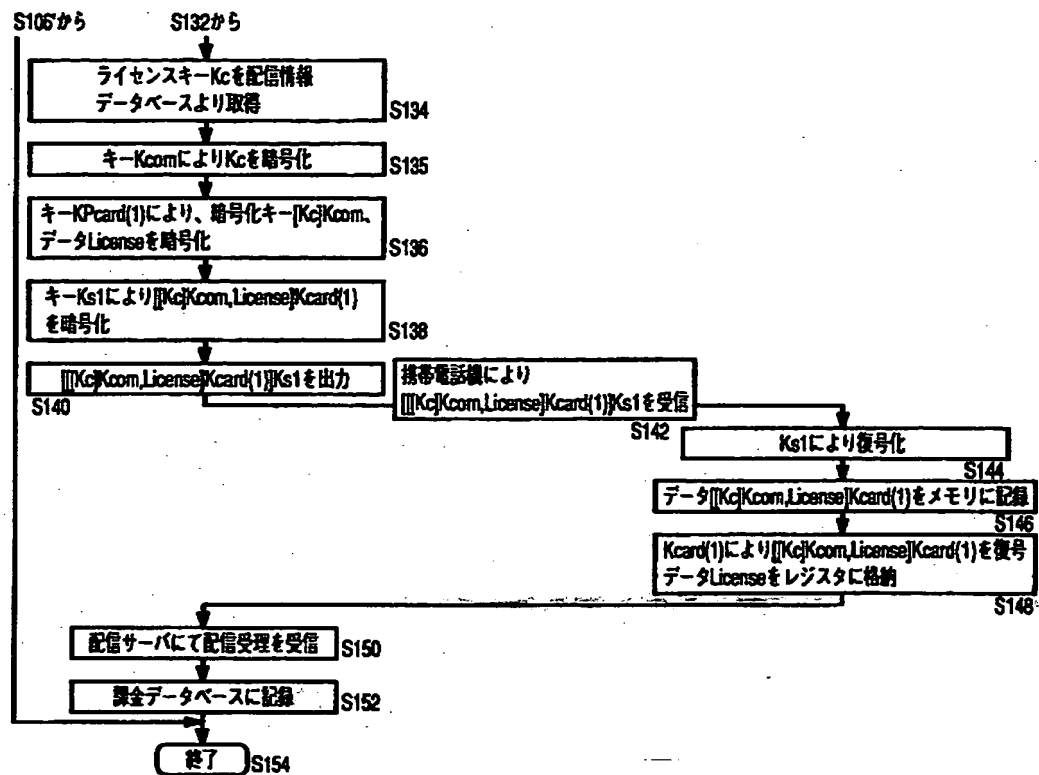 S106'から
S132から
ライセンスキーKcを配信情報
データベースより取得
S134
キーKcomによりKcを暗号化
S135
キーKPcard(1)により、暗号化キー[Kc]Kcom、
データLicenseを暗号化
S136
キーKs1により[[Kc]Kcom,License]Kcard(1)
を暗号化
S138
[[[Kc]Kcom,License]Kcard(1)]Ks1を出力
S140
携帯電話機により
[[[Kc]Kcom,License]Kcard(1)]Ks1を受信
S142
Ks1により復号化
S144
データ[[Kc]Kcom,License]Kcard(1)をメモリに記録
S146
Kcard(1)により[[Kc]Kcom,License]Kcard(1)を復号
データLicenseをレジスタに格納
S148
配信サーバにて配信受理を受信
S150
課金データベースに記録
S152
終了
S154